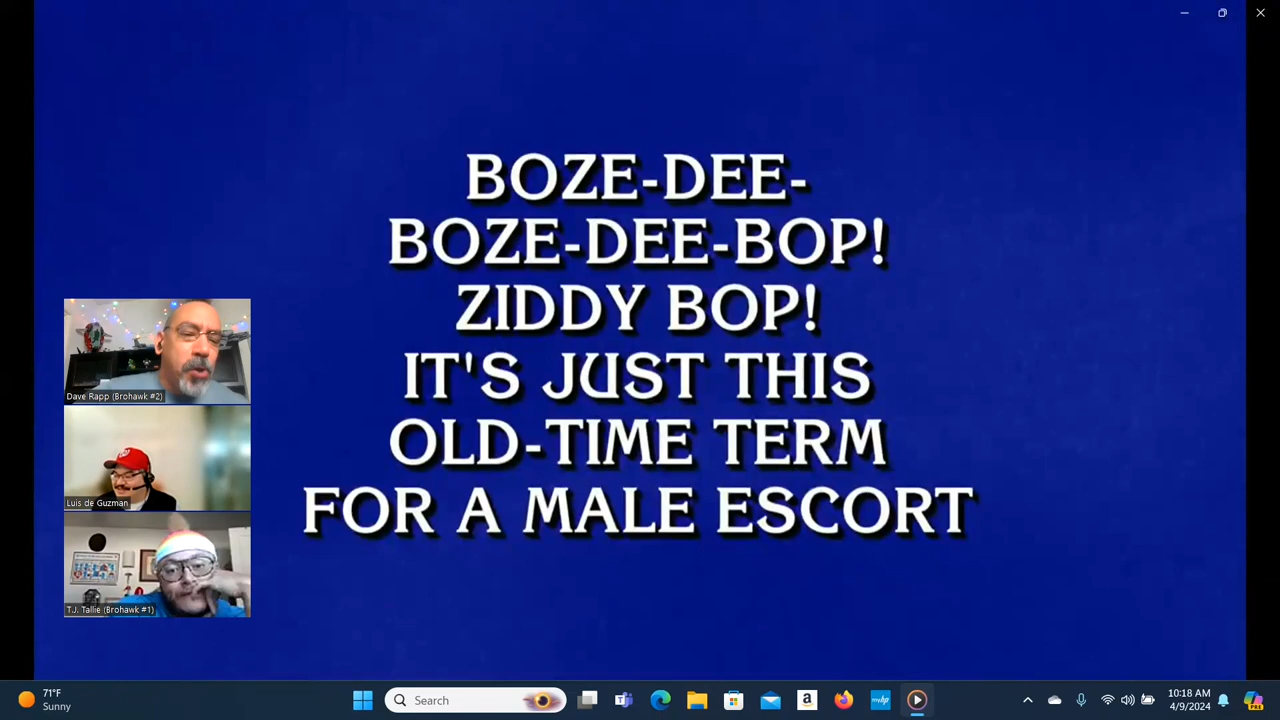 BOZE-DEE-
BOZE-DEE-BOP!
ZIDDY BOP!
IT'S JUST THIS
OLD-TIME TERM
FOR A MALE ESCORT
Dave Rapp (Brohawk #2)
Luis de Guzman
T.J. Tallie (Brohawk #1)
71°F
Sunny
Search
10:18 AM
4/9/2024